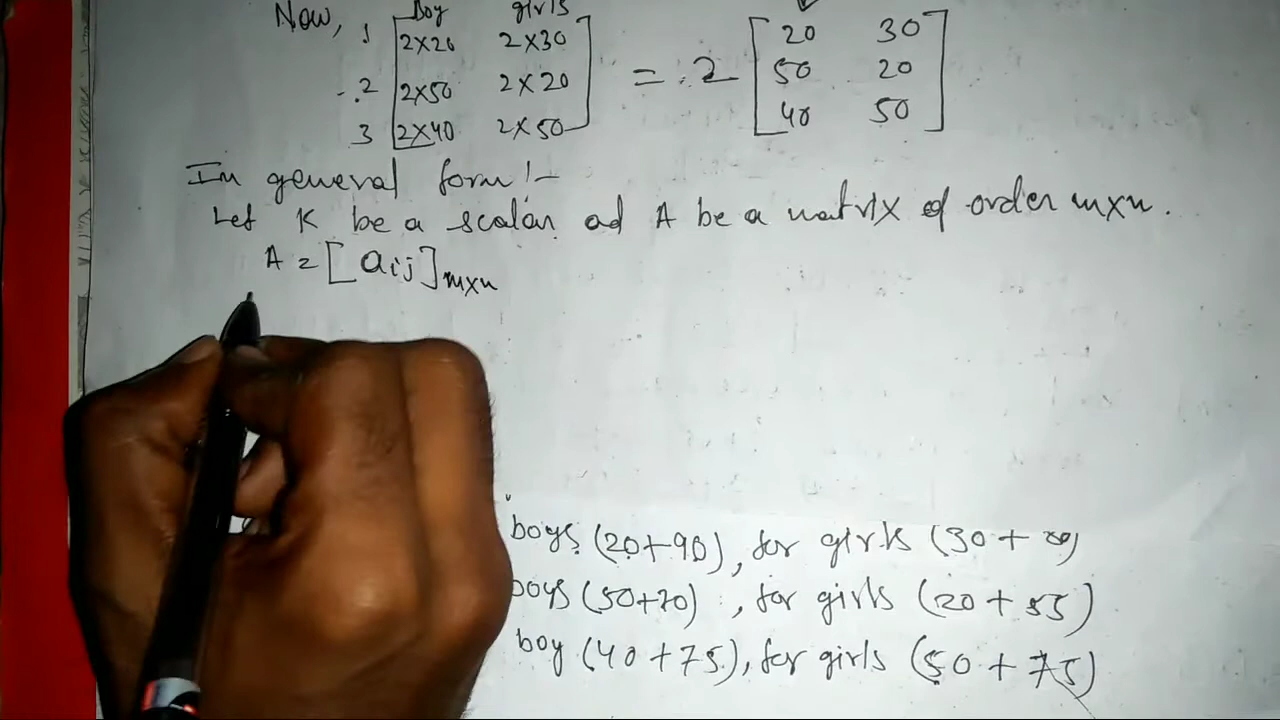 Now, Boy girls
1 2×20 2×30 20 30
2 2×50 2×20 = 2 50 20
3 2×40 2×50 40 50
In general form!-
Let K be a scalar ad A be a matrix of order m×n.
A = [aij]m×n
boys (20+90), for girls (30+
boys (50+70), for girls (20+55)
boy (40+75), for girls (50+75)